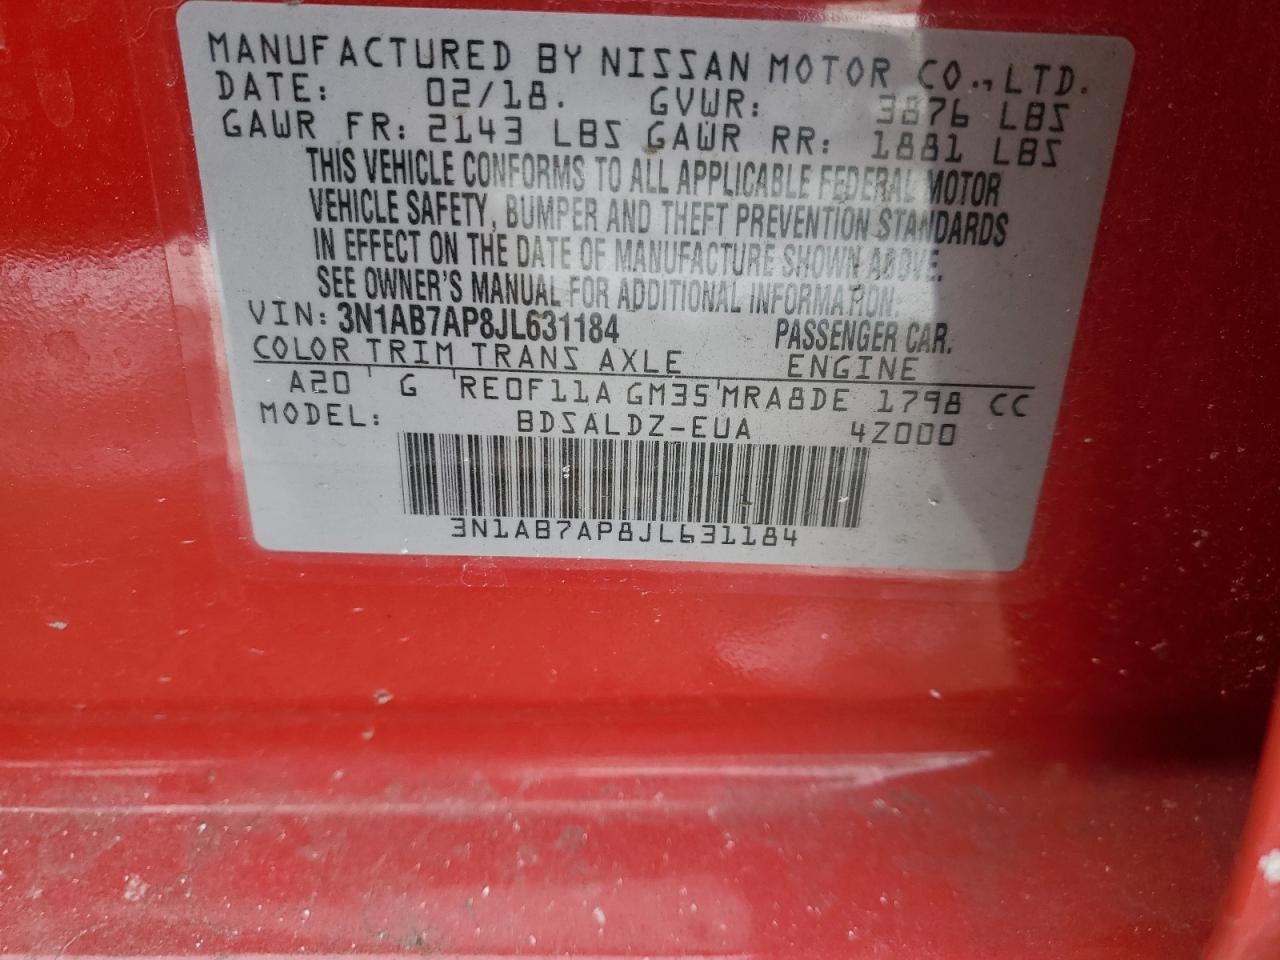 MANUFACTURED BY NISSAN MOTOR CO., LTD.
DATE: 02/18. GVWR: 3876 LBS
GAWR FR: 2143 LBS GAWR RR: 1881 LBS
THIS VEHICLE CONFORMS TO ALL APPLICABLE FEDERAL MOTOR
VEHICLE SAFETY, BUMPER AND THEFT PREVENTION STANDARDS
IN EFFECT ON THE DATE OF MANUFACTURE SHOWN ABOVE.
SEE OWNER'S MANUAL FOR ADDITIONAL INFORMATION.
VIN: 3N1AB7AP8JL631184 PASSENGER CAR.
COLOR TRIM TRANS AXLE ENGINE
A20 G RE0F11A GM35 MRA8DE 1798 CC
MODEL: BDSALDZ-EUA 4Z000
3N1AB7AP8JL631184